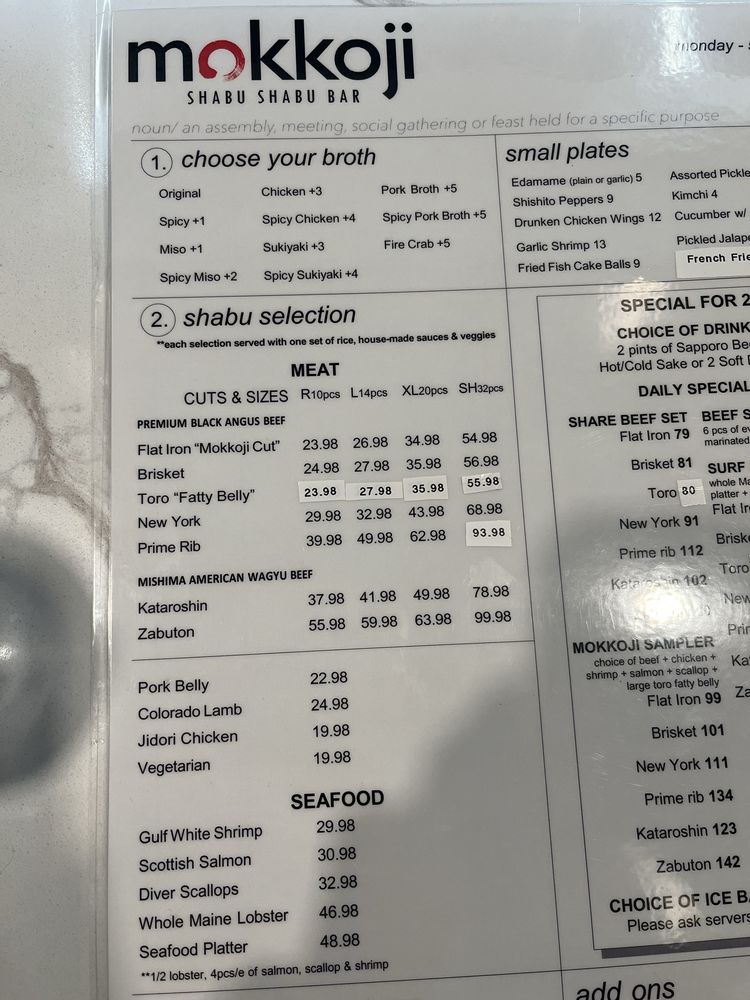 mokkoji
SHABU SHABU BAR
monday -
noun/ an assembly, meeting, social gathering or feast held for a specific purpose
1. choose your broth
Original Chicken +3 Pork Broth +5
Spicy +1 Spicy Chicken +4 Spicy Pork Broth +5
Miso +1 Sukiyaki +3 Fire Crab +5
Spicy Miso +2 Spicy Sukiyaki +4
small plates
Edamame (plain or garlic) 5 Assorted Pickle
Shishito Peppers 9 Kimchi 4
Drunken Chicken Wings 12 Cucumber w/
Garlic Shrimp 13 Pickled Jalape
Fried Fish Cake Balls 9 French Frie
2. shabu selection
**each selection served with one set of rice, house-made sauces & veggies
MEAT
CUTS & SIZES R10pcs L14pcs XL20pcs SH32pcs
PREMIUM BLACK ANGUS BEEF
Flat Iron “Mokkoji Cut” 23.98 26.98 34.98 54.98
Brisket 24.98 27.98 35.98 56.98
Toro “Fatty Belly” 23.98 27.98 35.98 55.98
New York 29.98 32.98 43.98 68.98
Prime Rib 39.98 49.98 62.98 93.98
MISHIMA AMERICAN WAGYU BEEF
Kataroshin 37.98 41.98 49.98 78.98
Zabuton 55.98 59.98 63.98 99.98
Pork Belly 22.98
Colorado Lamb 24.98
Jidori Chicken 19.98
Vegetarian 19.98
SEAFOOD
Gulf White Shrimp 29.98
Scottish Salmon 30.98
Diver Scallops 32.98
Whole Maine Lobster 46.98
Seafood Platter 48.98
**1/2 lobster, 4pcs/e of salmon, scallop & shrimp
SPECIAL FOR 2
CHOICE OF DRINK
2 pints of Sapporo Be
Hot/Cold Sake or 2 Soft
DAILY SPECIAL
SHARE BEEF SET
Flat Iron 79
Brisket 81
Toro 80
New York 91
Prime rib 112
Kataroshin 102
MOKKOJI SAMPLER
choice of beef + chicken +
shrimp + salmon + scallop +
large toro fatty belly
Flat Iron 99
Brisket 101
New York 111
Prime rib 134
Kataroshin 123
Zabuton 142
BEEF S
6 pcs of ev
marinated
SURF
whole Ma
platter +
Flat Ir
Briske
Toro
New
Prir
Ka
Za
CHOICE OF ICE BA
Please ask servers
add ons